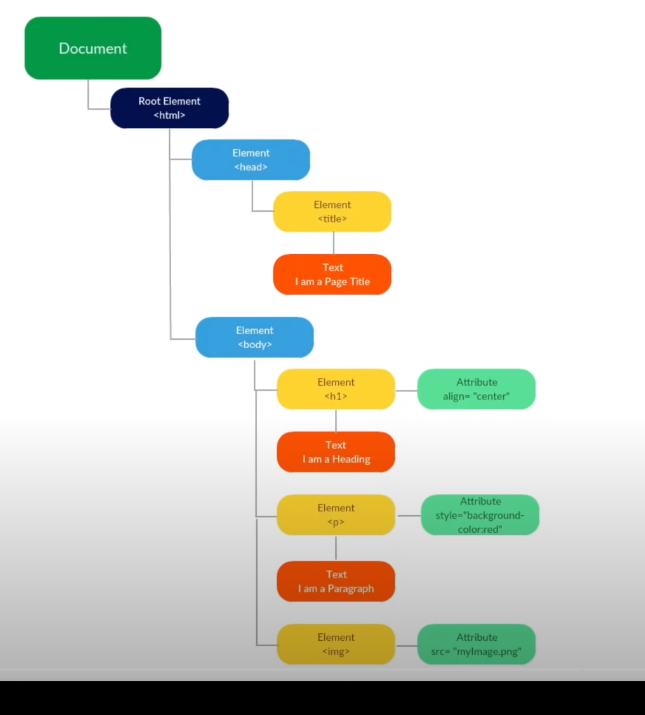 Document
Root Element
<html>
Element
<head>
Element
<title>
Text
I am a Page Title
Element
<body>
Element
<h1>
Attribute
align= "center"
Text
I am a Heading
Element
<p>
Attribute
style="background-
color:red"
Text
I am a Paragraph
Element
<img>
Attribute
src= "myImage.png"